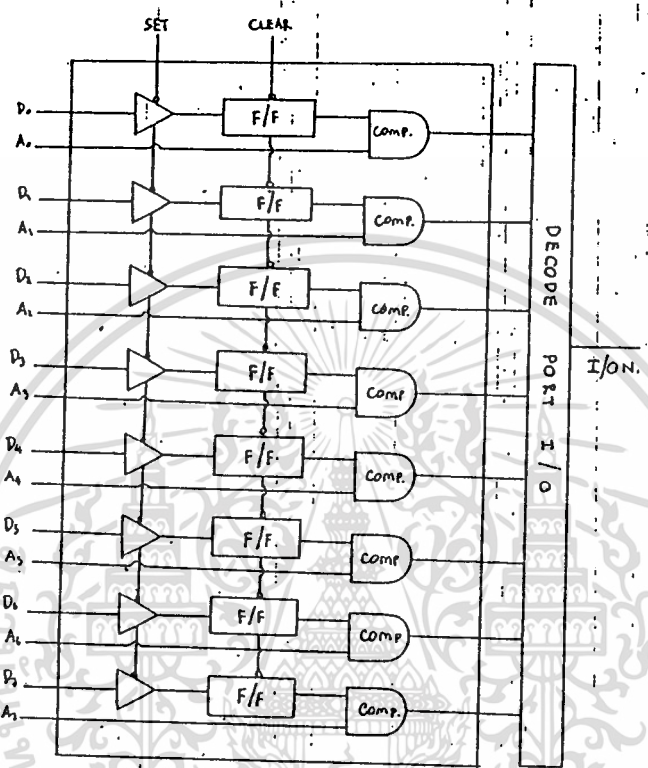 SET CLEAR
D₀ F/F Comp.
A₀
D₁ F/F Comp.
A₁
D₂ F/F Comp.
A₂
D₃ F/F Comp.
A₃
D₄ F/F Comp.
A₄
D₅ F/F Comp.
A₅
D₆ F/F Comp
A₆
D₇ F/F Comp.
A₇
DECODE PORT I/O
I/ON.